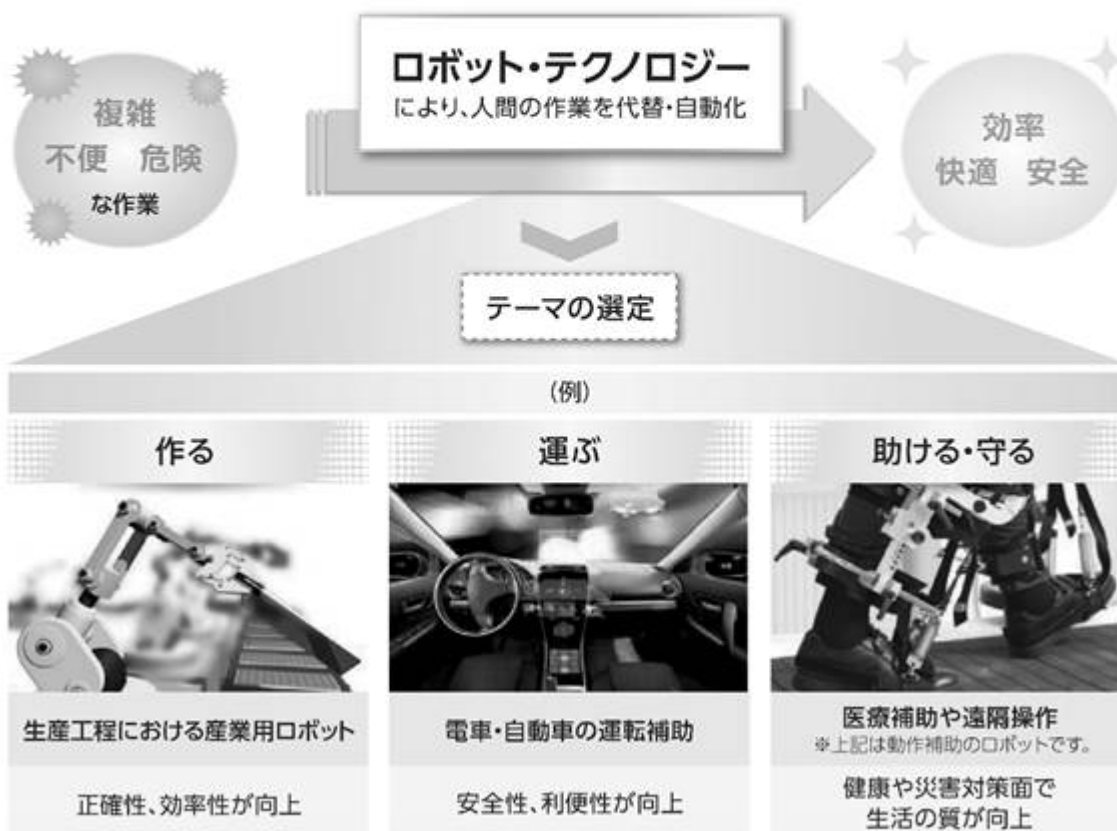 ロボット・テクノロジー
により、人間の作業を代替・自動化
複雑
不便 危険
な作業
効率
快適 安全
テーマの選定
(例)
作る
運ぶ
助ける・守る
生産工程における産業用ロボット
電車・自動車の運転補助
医療補助や遠隔操作
※上記は動作補助のロボットです。
正確性、効率性が向上
安全性、利便性が向上
健康や災害対策面で
生活の質が向上